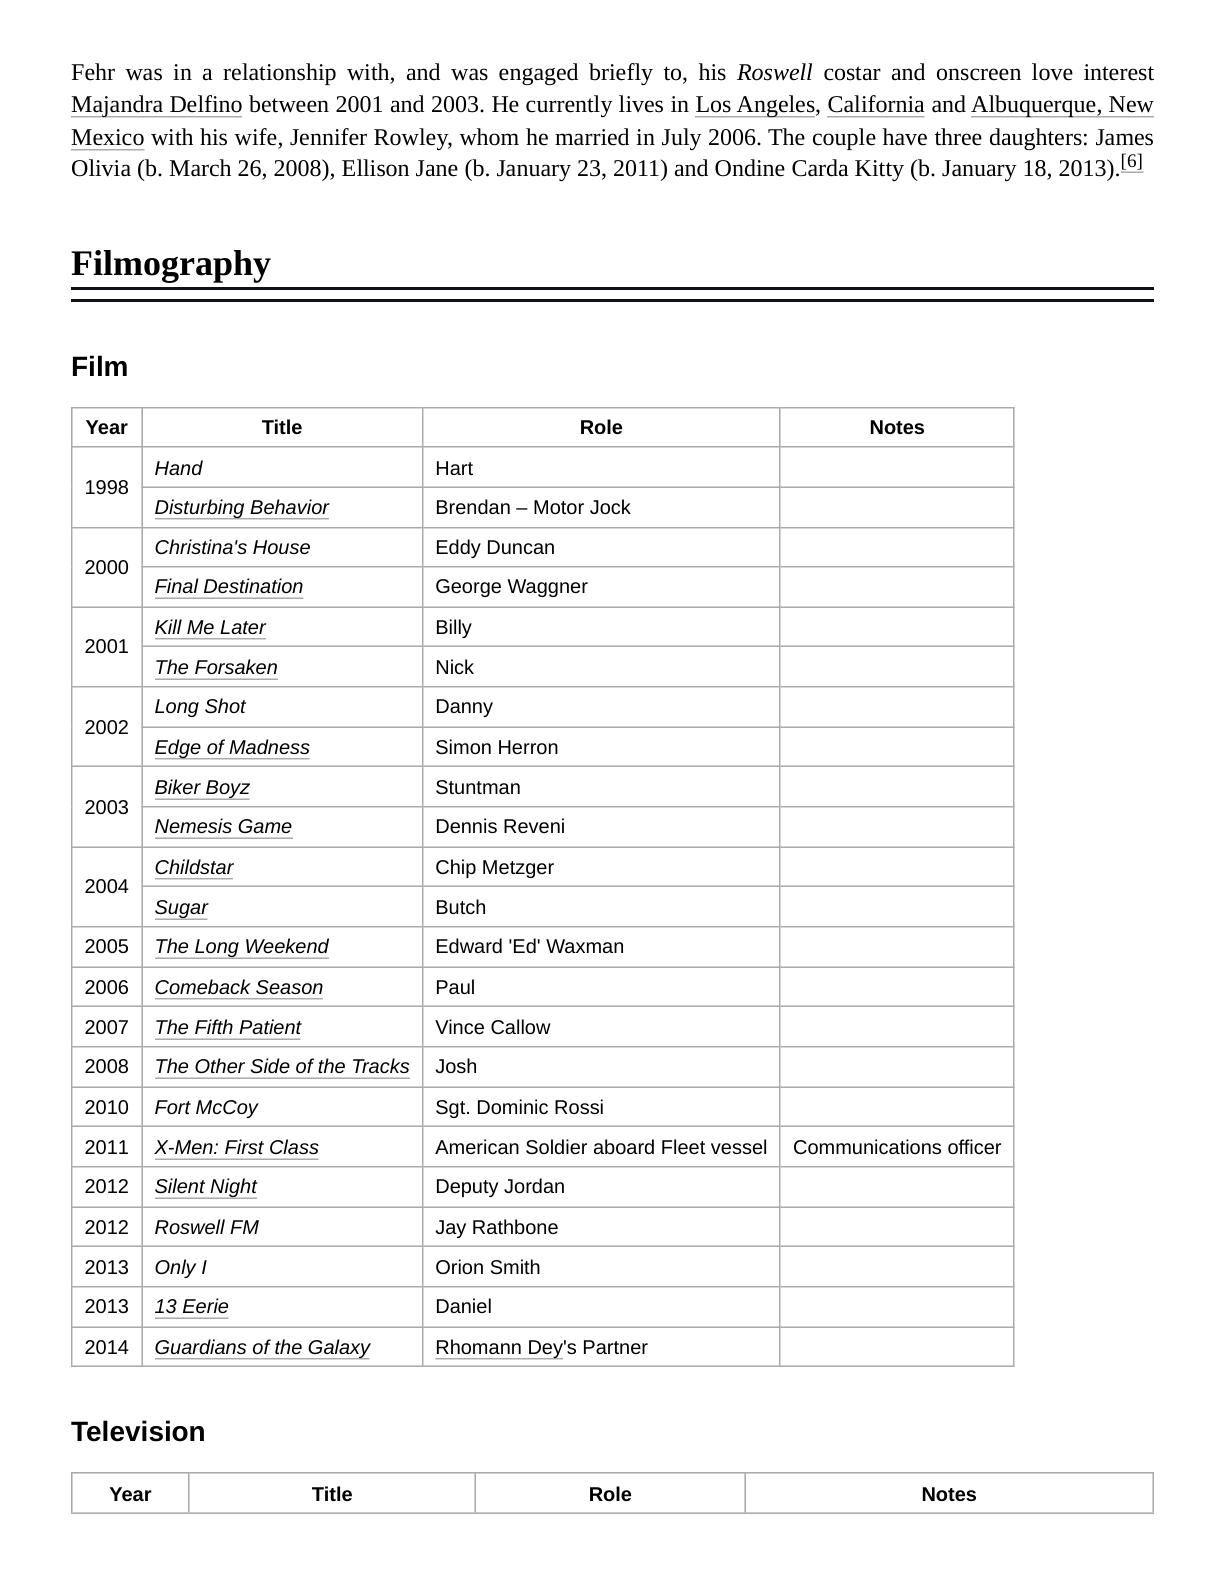 Fehr was in a relationship with, and was engaged briefly to, his Roswell costar and onscreen love interest
Majandra Delfino between 2001 and 2003. He currently lives in Los Angeles, California and Albuquerque, New
Mexico with his wife, Jennifer Rowley, whom he married in July 2006. The couple have three daughters: James
Olivia (b. March 26, 2008), Ellison Jane (b. January 23, 2011) and Ondine Carda Kitty (b. January 18, 2013).[6]
Filmography
Film
Year Title Role Notes
1998 Hand Hart
Disturbing Behavior Brendan – Motor Jock
2000 Christina's House Eddy Duncan
Final Destination George Waggner
2001 Kill Me Later Billy
The Forsaken Nick
2002 Long Shot Danny
Edge of Madness Simon Herron
2003 Biker Boyz Stuntman
Nemesis Game Dennis Reveni
2004 Childstar Chip Metzger
Sugar Butch
2005 The Long Weekend Edward 'Ed' Waxman
2006 Comeback Season Paul
2007 The Fifth Patient Vince Callow
2008 The Other Side of the Tracks Josh
2010 Fort McCoy Sgt. Dominic Rossi
2011 X-Men: First Class American Soldier aboard Fleet vessel Communications officer
2012 Silent Night Deputy Jordan
2012 Roswell FM Jay Rathbone
2013 Only I Orion Smith
2013 13 Eerie Daniel
2014 Guardians of the Galaxy Rhomann Dey's Partner
Television
Year Title Role Notes